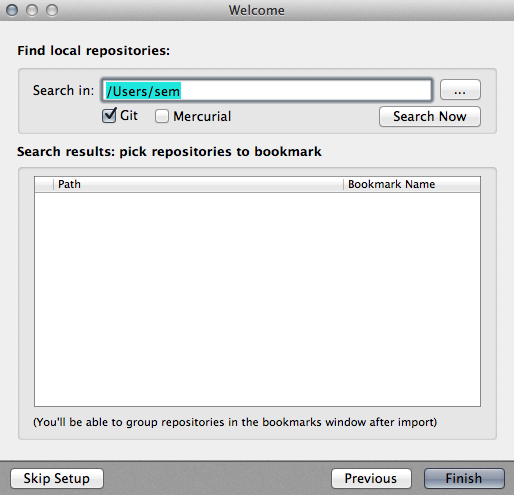 Welcome
Find local repositories:
Search in: /Users/sem ...
Git Mercurial Search Now
Search results: pick repositories to bookmark
Path Bookmark Name
(You'll be able to group repositories in the bookmarks window after import)
Skip Setup Previous Finish